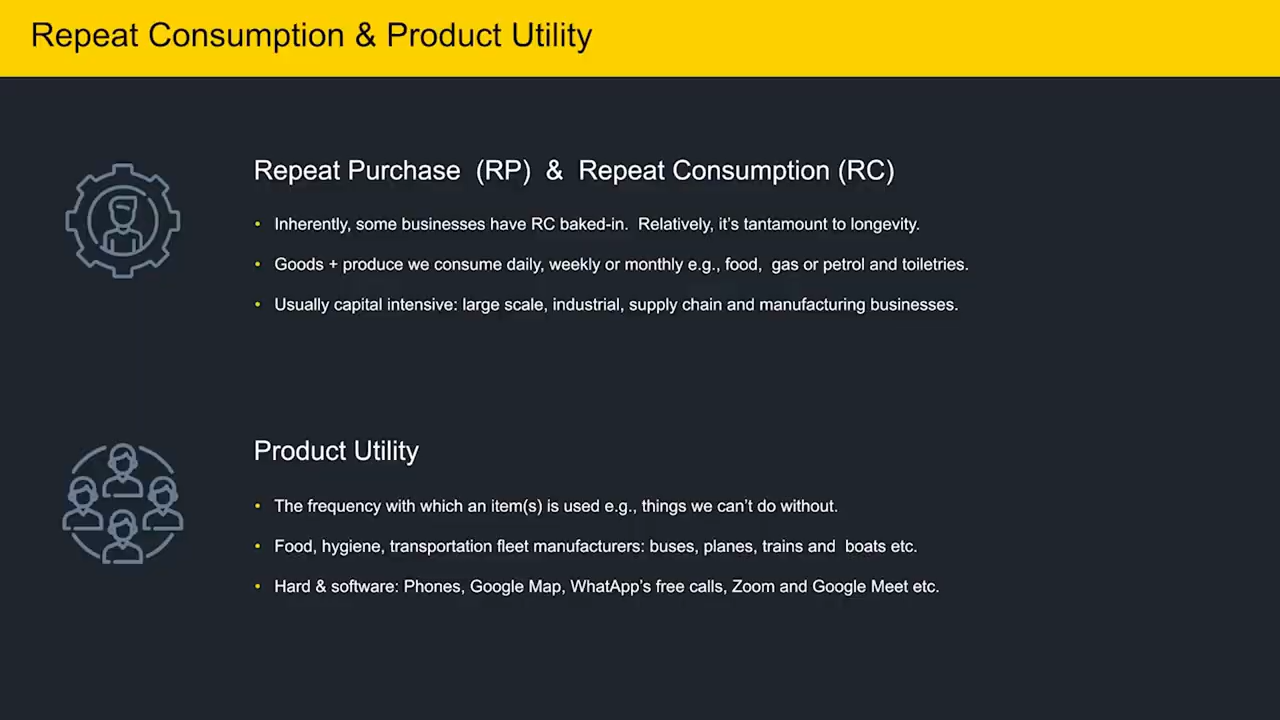 Repeat Consumption & Product Utility
Repeat Purchase (RP) & Repeat Consumption (RC)
• Inherently, some businesses have RC baked-in. Relatively, it's tantamount to longevity.
• Goods + produce we consume daily, weekly or monthly e.g., food, gas or petrol and toiletries.
• Usually capital intensive: large scale, industrial, supply chain and manufacturing businesses.
Product Utility
• The frequency with which an item(s) is used e.g., things we can't do without.
• Food, hygiene, transportation fleet manufacturers: buses, planes, trains and boats etc.
• Hard & software: Phones, Google Map, WhatApp's free calls, Zoom and Google Meet etc.